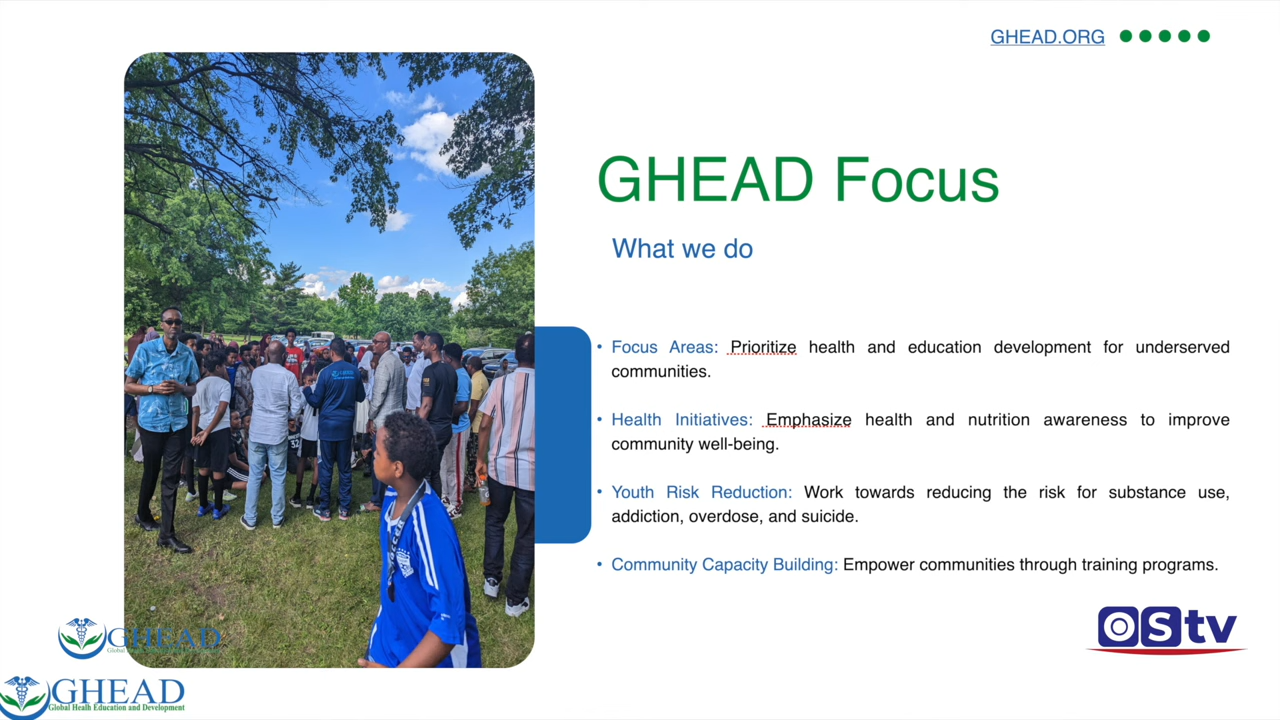 GHEAD.ORG
GHEAD Focus
What we do
• Focus Areas: Prioritize health and education development for underserved
communities.
• Health Initiatives: Emphasize health and nutrition awareness to improve
community well-being.
• Youth Risk Reduction: Work towards reducing the risk for substance use,
addiction, overdose, and suicide.
• Community Capacity Building: Empower communities through training programs.
OStv
GHEAD
GHEAD
Global Healh Education and Development